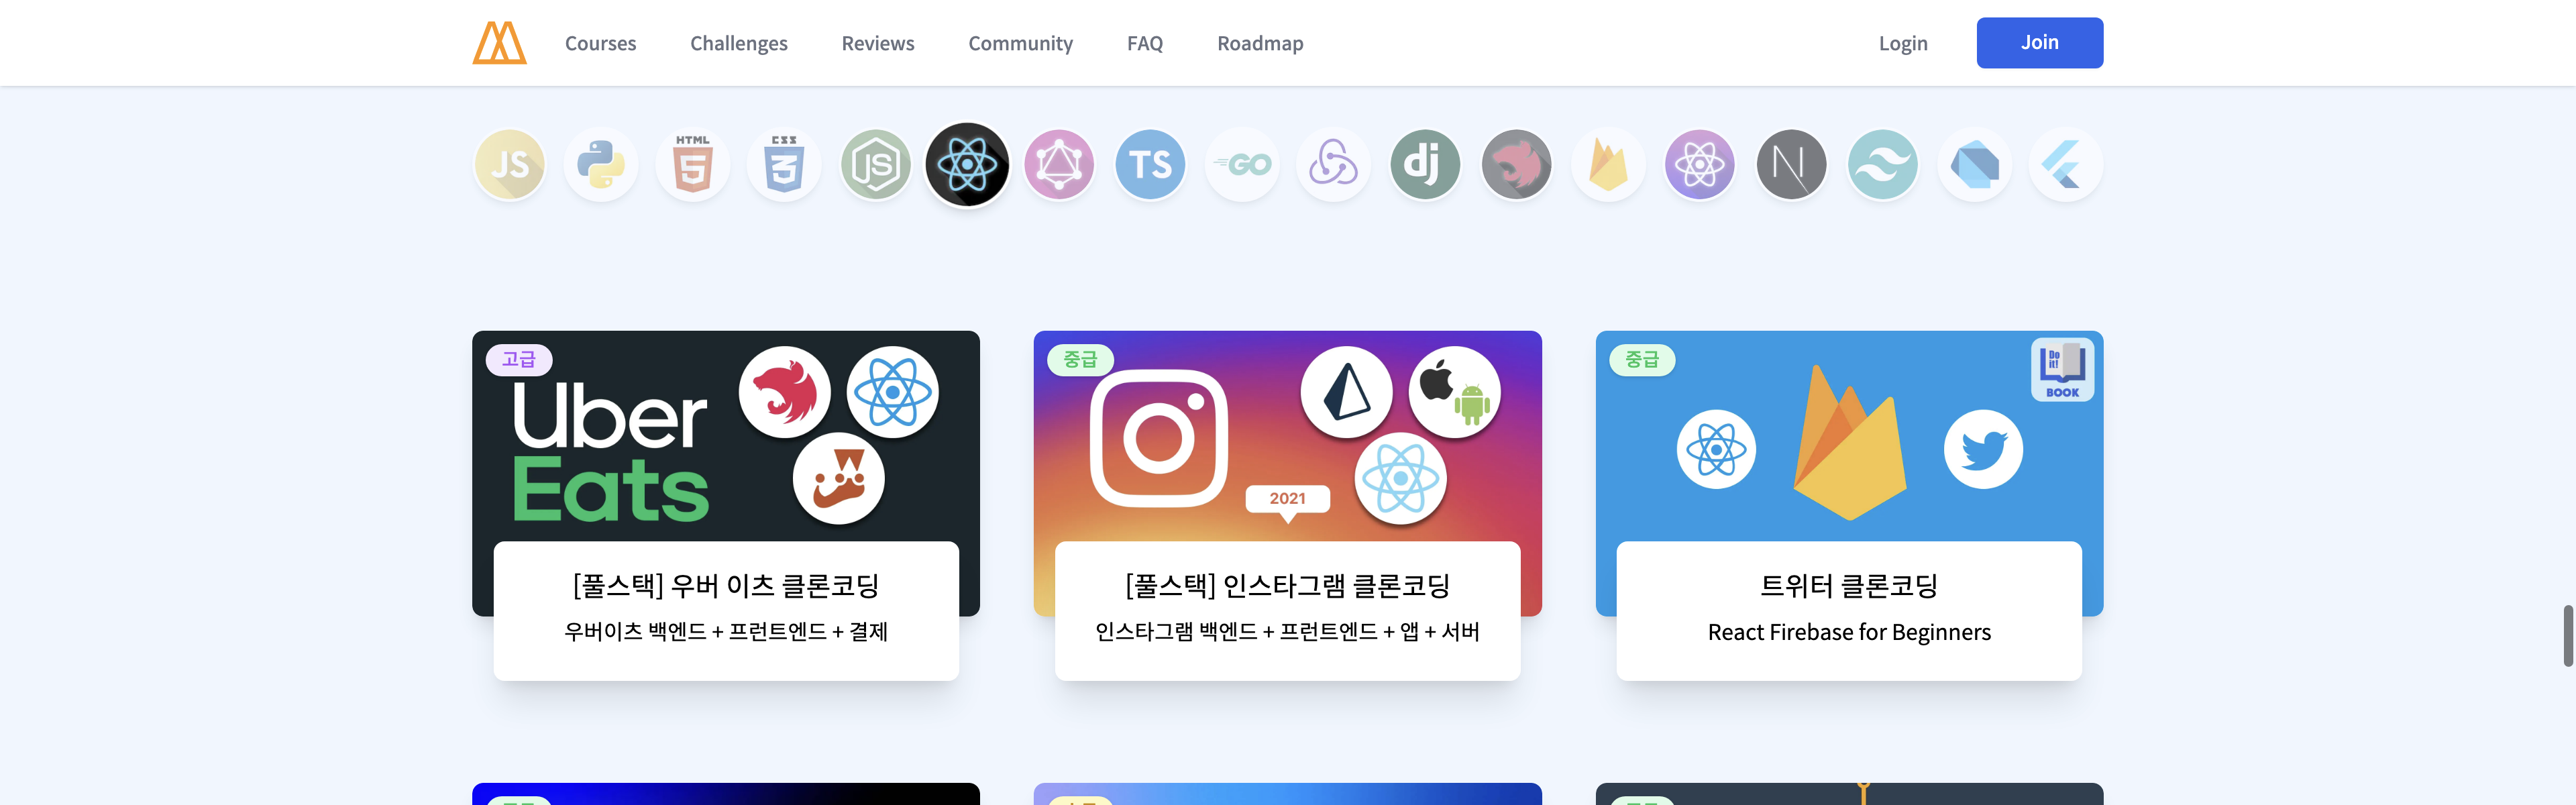 Courses Challenges Reviews Community FAQ Roadmap Login Join
JS HTML 5 CSS 3 JS TS GO dj N
고급
Uber
Eats
[풀스택] 우버 이츠 클론코딩
우버이츠 백엔드 + 프런트엔드 + 결제
중급
2021
[풀스택] 인스타그램 클론코딩
인스타그램 백엔드 + 프런트엔드 + 앱 + 서버
중급
Do
it!
BOOK
트위터 클론코딩
React Firebase for Beginners